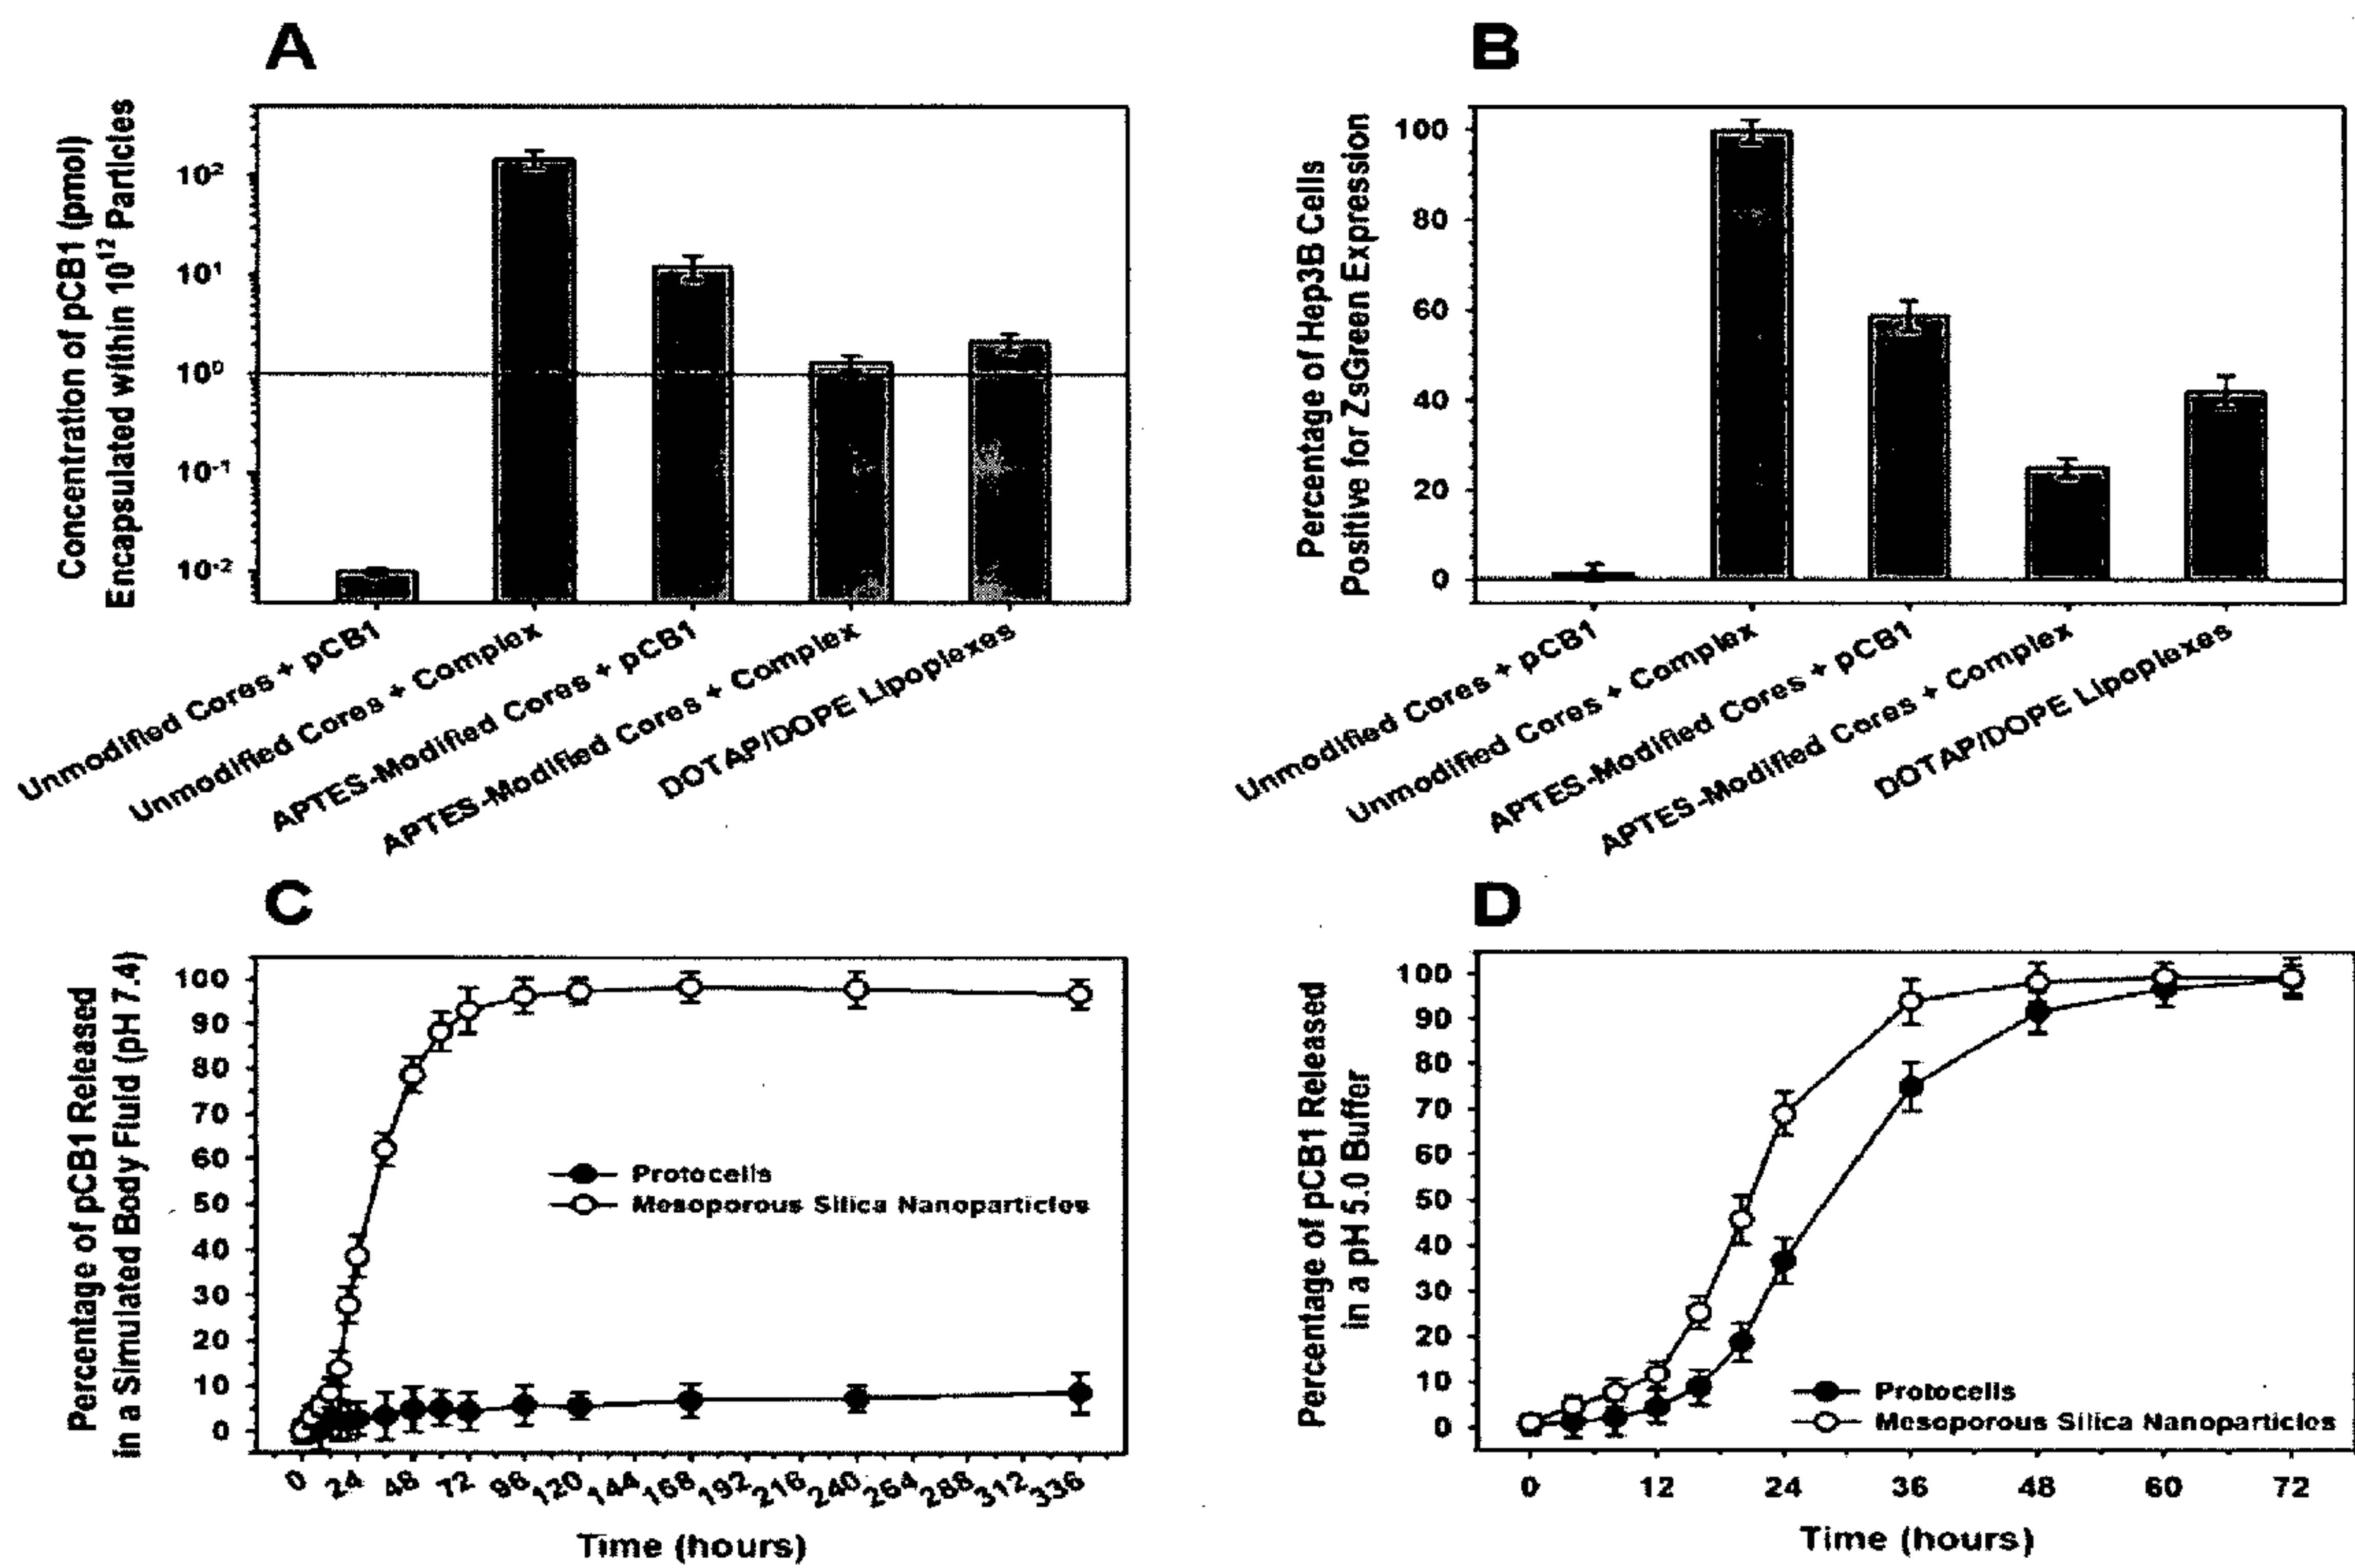 A
Concentration of pCB1 (pmol)
Encapsulated within 10¹² Particles
10²
10¹
10⁰
10⁻¹
10⁻²
Unmodified Cores + pCB1
Unmodified Cores + Complex
APTES-Modified Cores + pCB1
APTES-Modified Cores + Complex
DOTAP/DOPE Lipoplexes
B
Percentage of Hep3B Cells
Positive for ZsGreen Expression
100
80
60
40
20
0
Unmodified Cores + pCB1
Unmodified Cores + Complex
APTES-Modified Cores + pCB1
APTES-Modified Cores + Complex
DOTAP/DOPE Lipoplexes
C
Percentage of pCB1 Released
in a Simulated Body Fluid (pH 7.4)
100
90
80
70
60
50
40
30
20
10
0
Protocells
Mesoporous Silica Nanoparticles
0 24 48 72 96 120 144 168 192 216 240 264 288 312 336
Time (hours)
D
Percentage of pCB1 Released
in a pH 5.0 Buffer
100
90
80
70
60
50
40
30
20
10
0
Protocells
Mesoporous Silica Nanoparticles
0 12 24 36 48 60 72
Time (hours)